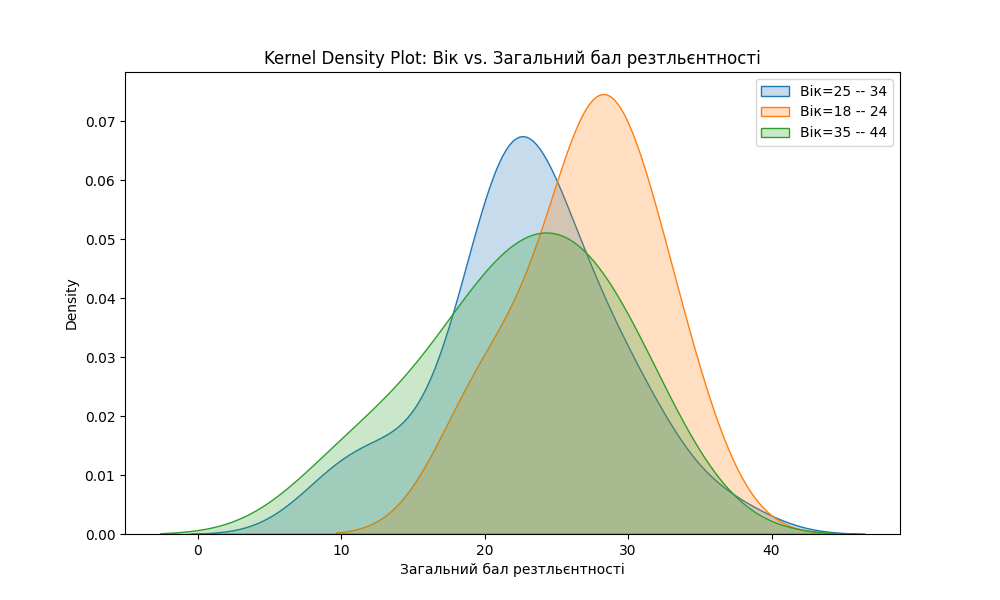 Kernel Density Plot: Вік vs. Загальний бал резтльєнтності
Вік=25 -- 34
Вік=18 -- 24
Вік=35 -- 44
0.07
0.06
0.05
0.04
0.03
0.02
0.01
0.00
Density
0 10 20 30 40
Загальний бал резтльєнтності